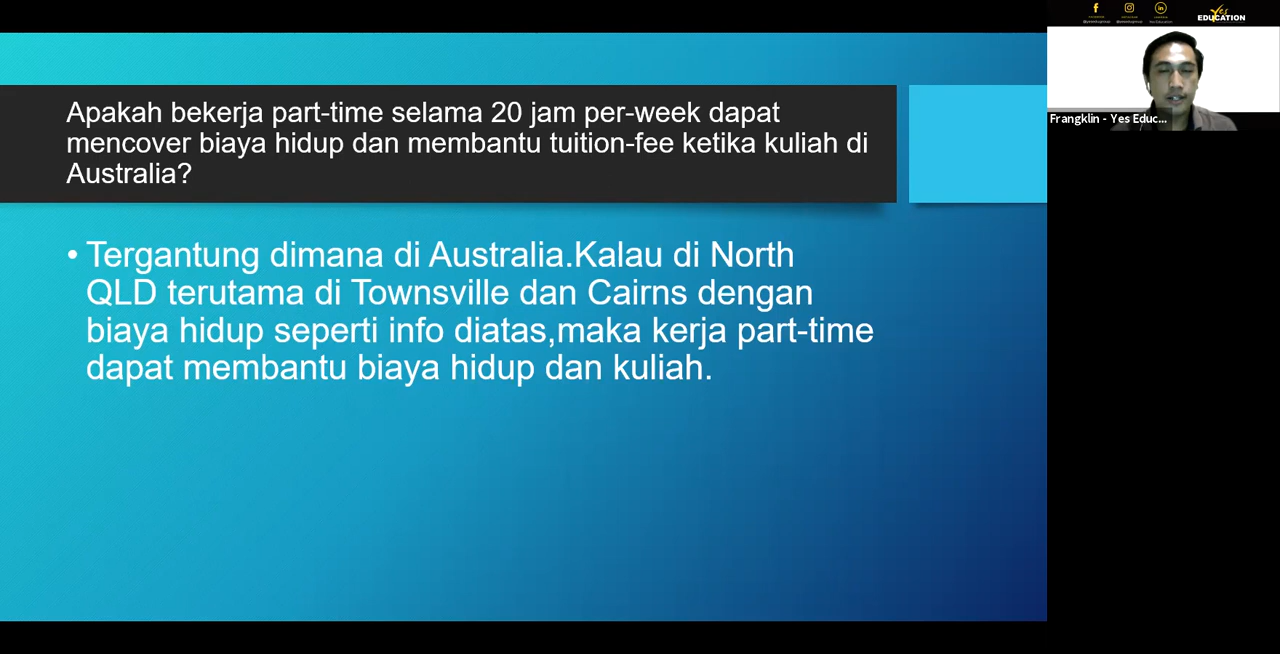 Apakah bekerja part-time selama 20 jam per-week dapat
mencover biaya hidup dan membantu tuition-fee ketika kuliah di
Australia?
• Tergantung dimana di Australia.Kalau di North
QLD terutama di Townsville dan Cairns dengan
biaya hidup seperti info diatas,maka kerja part-time
dapat membantu biaya hidup dan kuliah.
Yes
EDUCATION
Frangklin - Yes Educ...